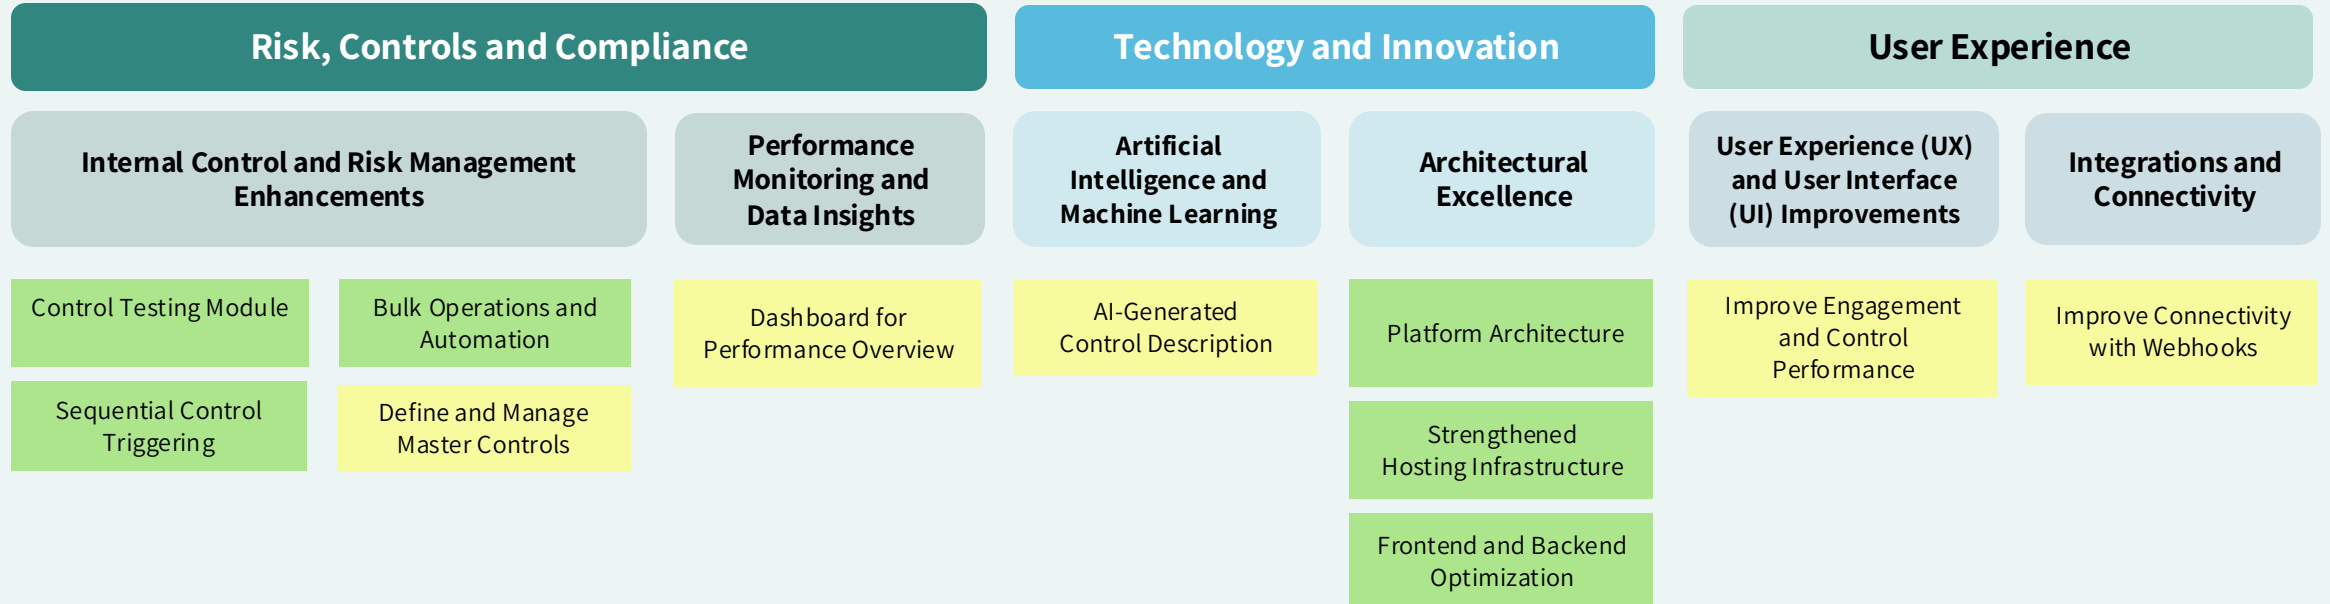 Risk, Controls and Compliance
Technology and Innovation
User Experience
Internal Control and Risk Management
Enhancements
Performance
Monitoring and
Data Insights
Artificial
Intelligence and
Machine Learning
Architectural
Excellence
User Experience (UX)
and User Interface
(UI) Improvements
Integrations and
Connectivity
Control Testing Module
Bulk Operations and
Automation
Sequential Control
Triggering
Define and Manage
Master Controls
Dashboard for
Performance Overview
AI-Generated
Control Description
Platform Architecture
Strengthened
Hosting Infrastructure
Frontend and Backend
Optimization
Improve Engagement
and Control
Performance
Improve Connectivity
with Webhooks